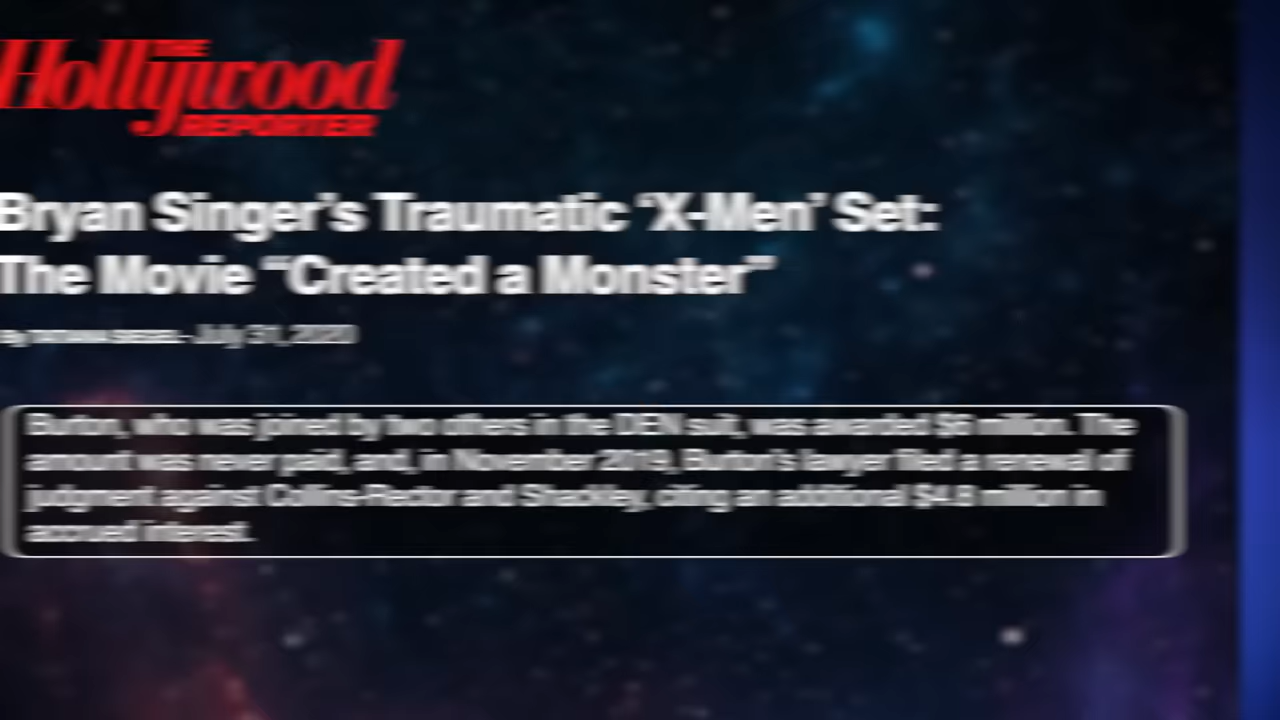 THE
Hollywood
REPORTER
Bryan Singer’s Traumatic ‘X-Men’ Set:
The Movie “Created a Monster”
By July 31, 2020
Burton, who was joined by two others in the DEN suit, was awarded $6 million. The
amount was never paid, and, in November 2019, Burton’s lawyer filed a renewal of
judgment against Collins-Rector and Shackley, citing an additional $4.8 million in
accrued interest.